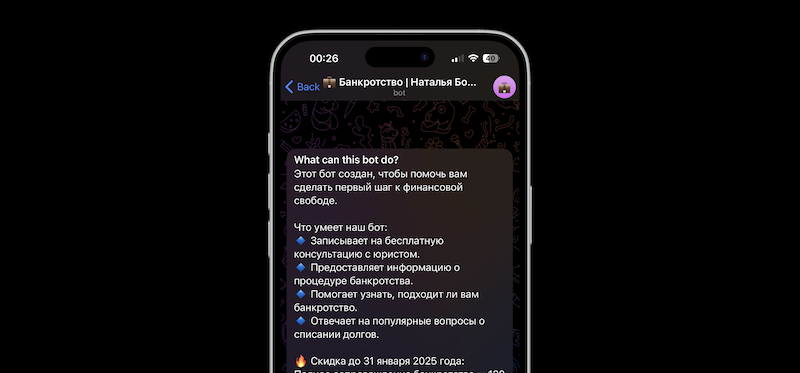 00:26
40
Back
💼 Банкротство | Наталья Бо...
bot
What can this bot do?
Этот бот создан, чтобы помочь вам
сделать первый шаг к финансовой
свободе.
Что умеет наш бот:
🔹 Записывает на бесплатную
консультацию с юристом.
🔹 Предоставляет информацию о
процедуре банкротства.
🔹 Помогает узнать, подходит ли вам
банкротство.
🔹 Отвечает на популярные вопросы о
списании долгов.
🔥 Скидка до 31 января 2025 года: